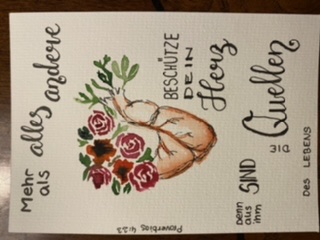 Mehr
als
alles andere
BESCHÜTZE
DEIN
Herz
Denn
aus
ihm
SIND
DIE
Quellen
DES LEBENS
Proverbios 4:23